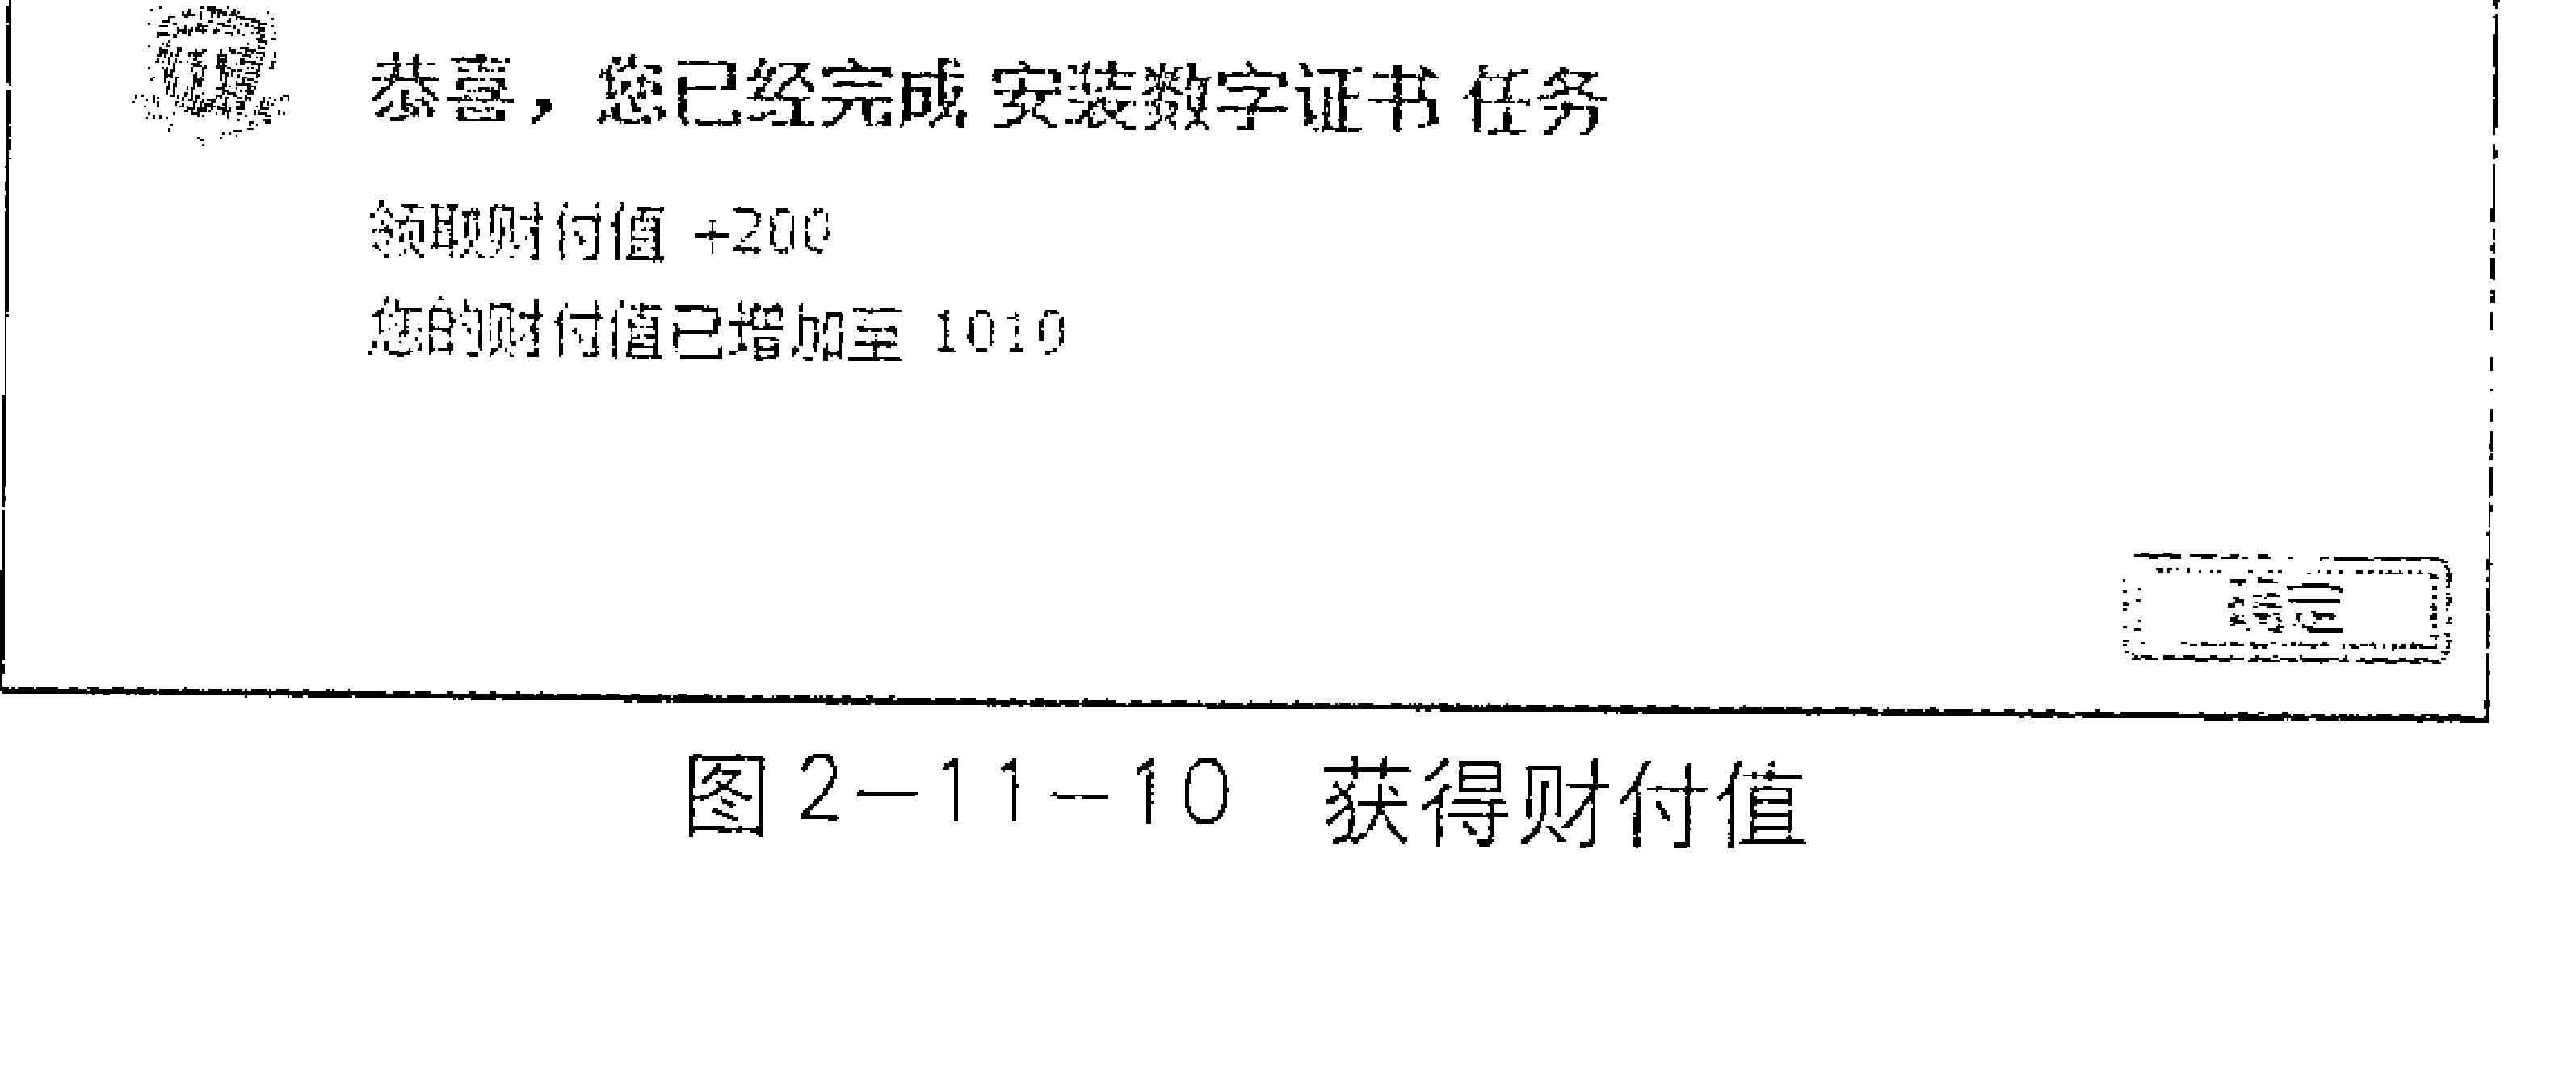 恭喜，您已经完成 安装数字证书 任务
领取财付值 +200
您的财付值已增加至 1010
确定
图 2-11-10 获得财付值